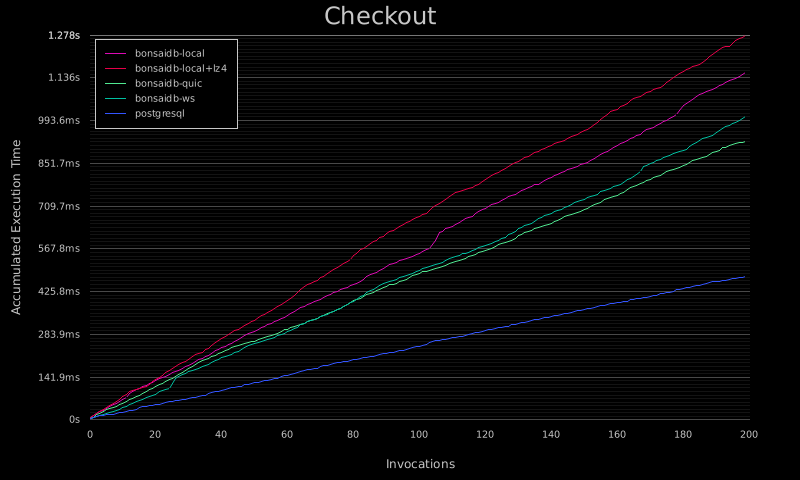 Checkout
bonsaidb-local
bonsaidb-local+lz4
bonsaidb-quic
bonsaidb-ws
postgresql
Accumulated Execution Time
1.278s
1.136s
993.6ms
851.7ms
709.7ms
567.8ms
425.8ms
283.9ms
141.9ms
0s
0 20 40 60 80 100 120 140 160 180 200
Invocations